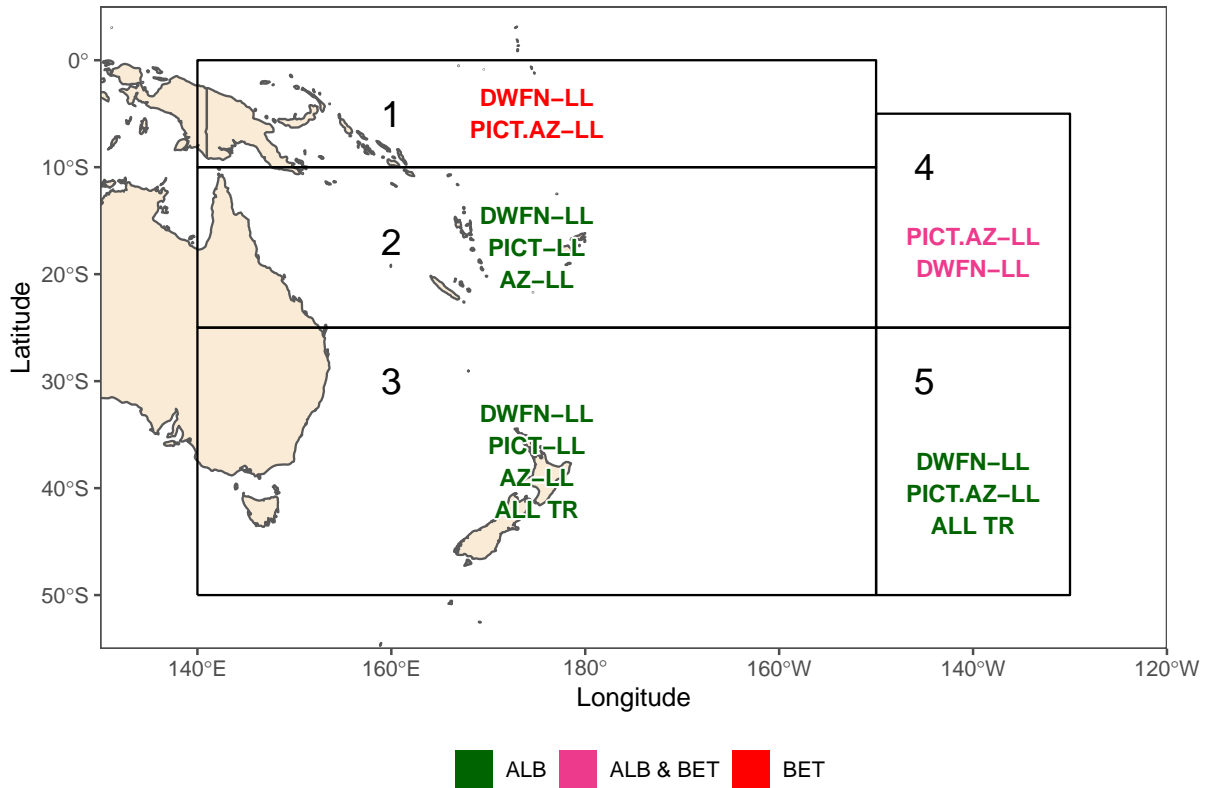 0°
10°S
20°S
30°S
40°S
50°S
Latitude
1
DWFN−LL
PICT.AZ−LL
2
DWFN−LL
PICT−LL
AZ−LL
3
DWFN−LL
PICT−LL
AZ−LL
ALL TR
4
PICT.AZ−LL
DWFN−LL
5
DWFN−LL
PICT.AZ−LL
ALL TR
140°E
160°E
180°
160°W
140°W
120°W
Longitude
ALB
ALB & BET
BET